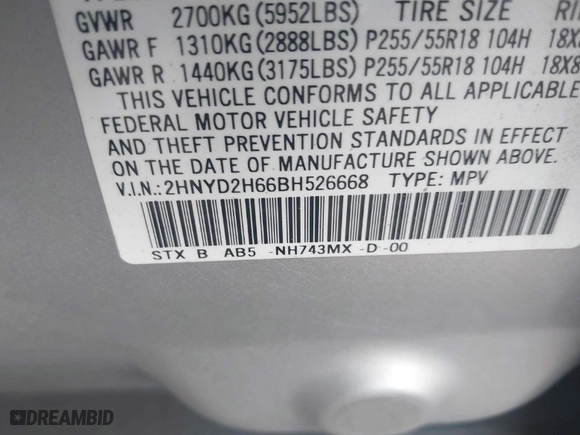 GVWR 2700KG (5952LBS) TIRE SIZE
GAWR F 1310KG (2888LBS) P255/55R18 104H 18X8
GAWR R 1440KG (3175LBS) P255/55R18 104H 18X8
THIS VEHICLE CONFORMS TO ALL APPLICABLE
FEDERAL MOTOR VEHICLE SAFETY
AND THEFT PREVENTION STANDARDS IN EFFECT
ON THE DATE OF MANUFACTURE SHOWN ABOVE.
V.I.N.:2HNYD2H66BH526668 TYPE: MPV
STX B AB5 -NH743MX -D -00
DREAMBID